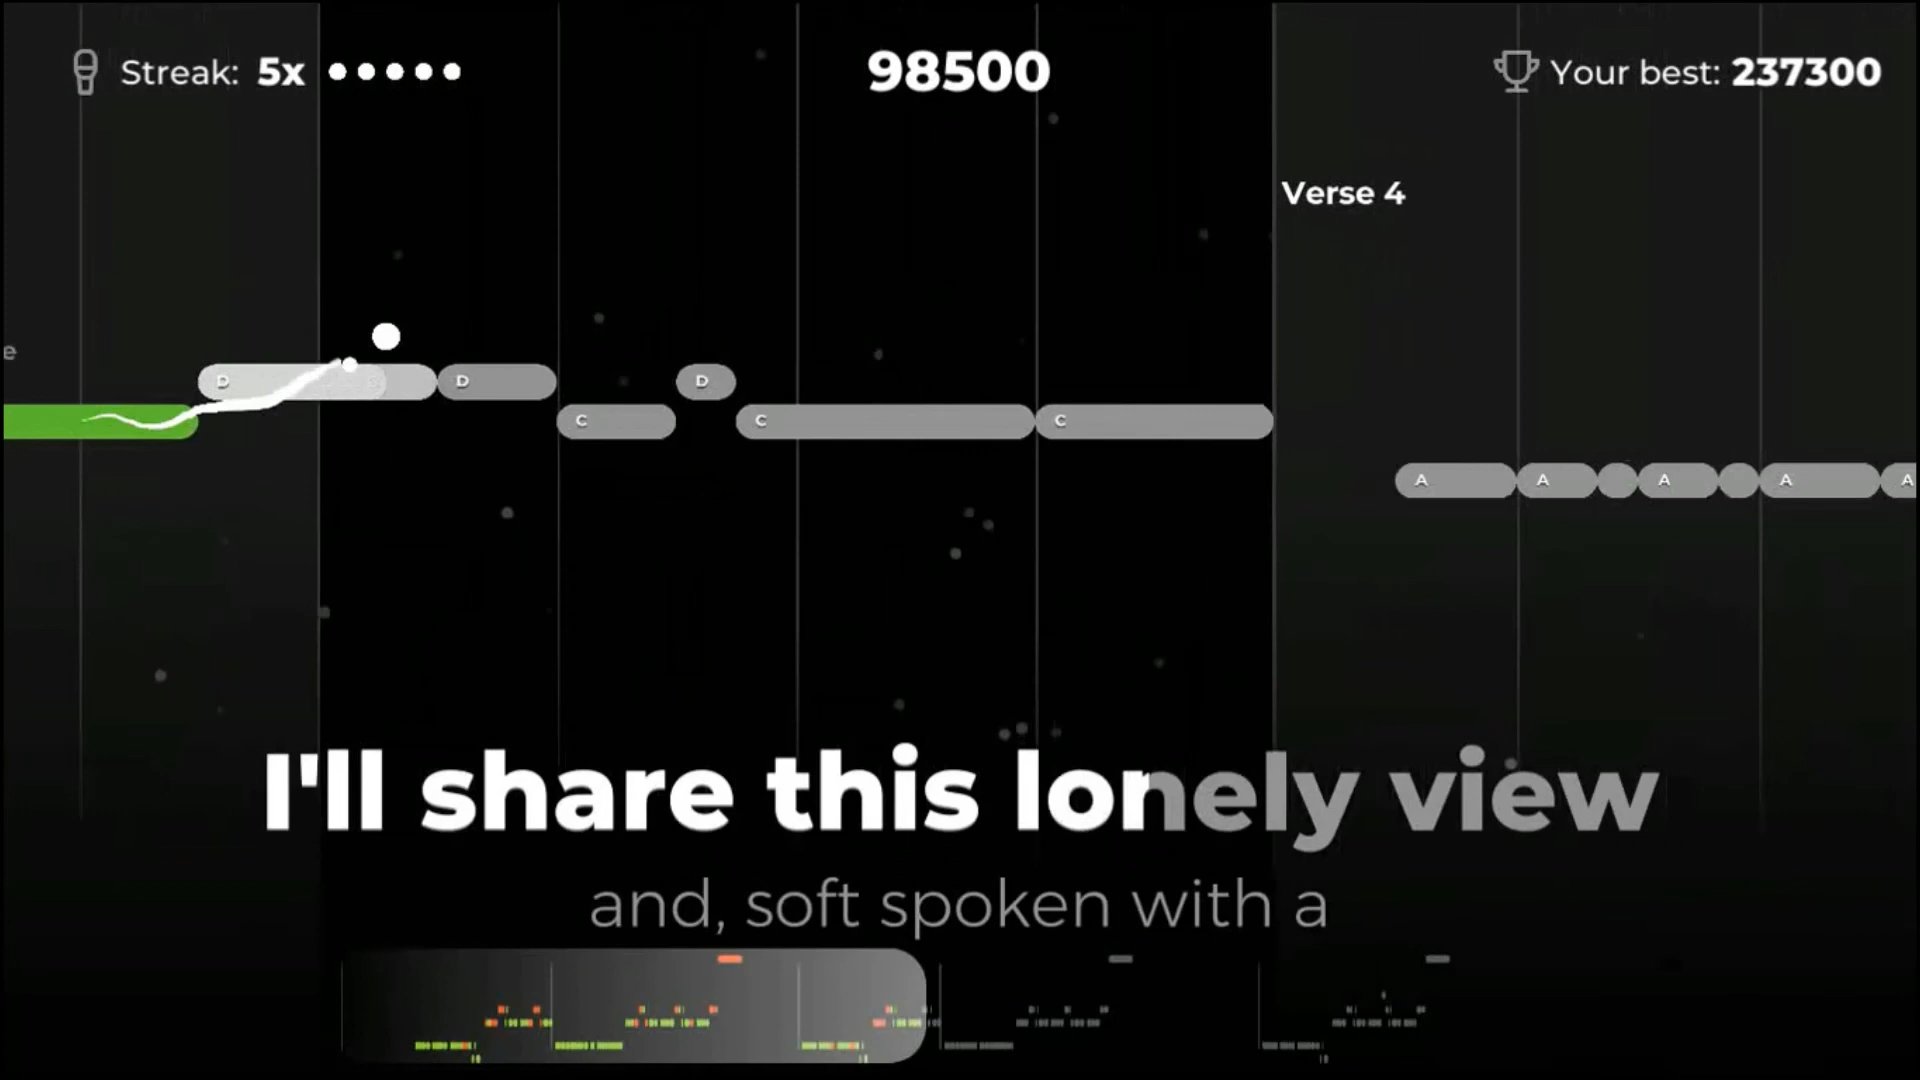 Streak: 5x
98500
Your best: 237300
Verse 4
e
D D D
C C C
A A A A A
I'll share this lonely view
and, soft spoken with a